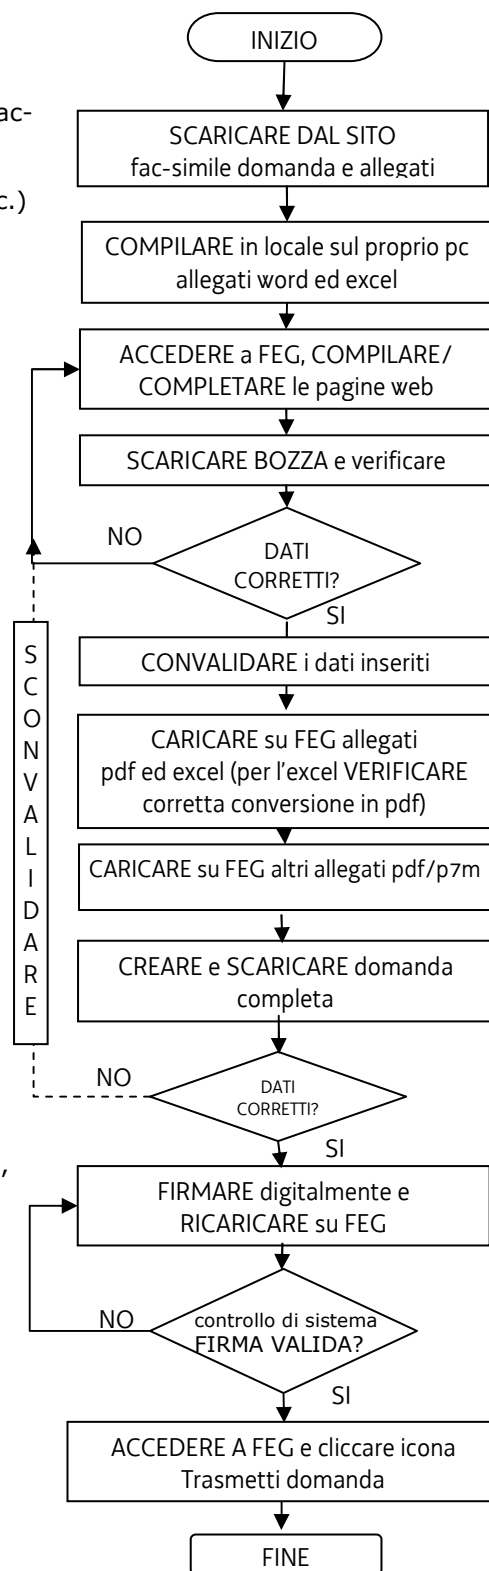 INIZIO
ac-
SCARICARE DAL SITO
fac-simile domanda e allegati
c.)
COMPILARE in locale sul proprio pc
allegati word ed excel
ACCEDERE a FEG, COMPILARE/
COMPLETARE le pagine web
SCARICARE BOZZA e verificare
NO
DATI
CORRETTI?
SI
SCONVALIDARE
CONVALIDARE i dati inseriti
CARICARE su FEG allegati
pdf ed excel (per l'excel VERIFICARE
corretta conversione in pdf)
CARICARE su FEG altri allegati pdf/p7m
CREARE e SCARICARE domanda
completa
NO
DATI
CORRETTI?
SI
,
FIRMARE digitalmente e
RICARICARE su FEG
NO
controllo di sistema
FIRMA VALIDA?
SI
ACCEDERE A FEG e cliccare icona
Trasmetti domanda
FINE